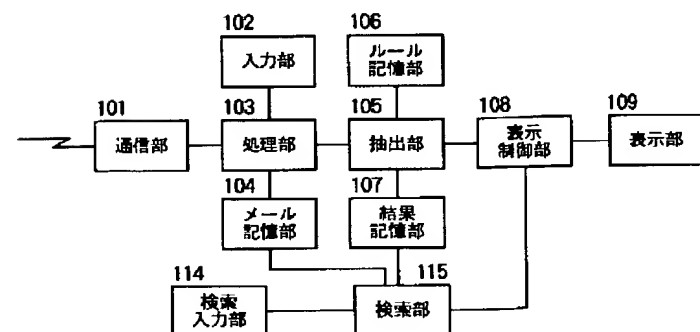 102
入力部
106
ルール
記憶部
101
通信部
103
処理部
105
抽出部
108
表示
制御部
109
表示部
104
メール
記憶部
107
結果
記憶部
114
検索
入力部
115
検索部